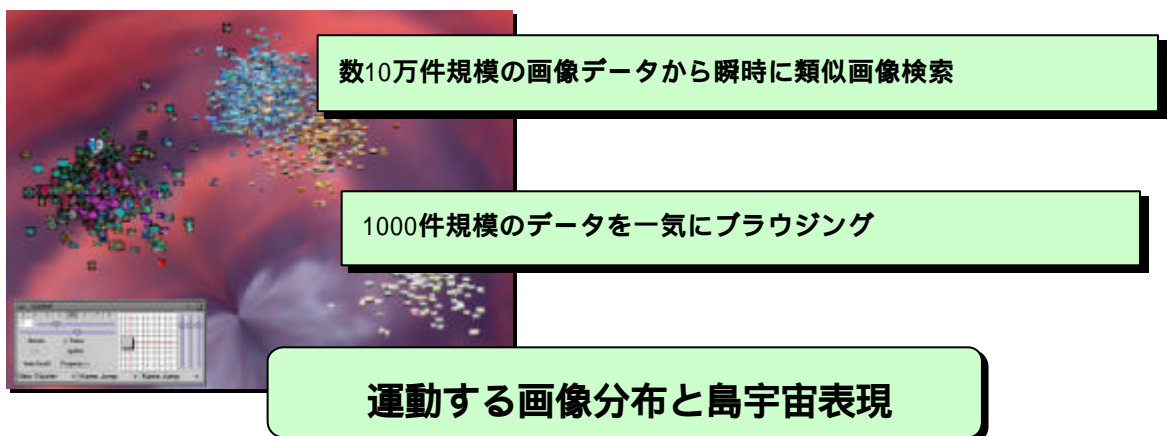 数10万件規模の画像データから瞬時に類似画像検索
1000件規模のデータを一気にブラウジング
運動する画像分布と島宇宙表現